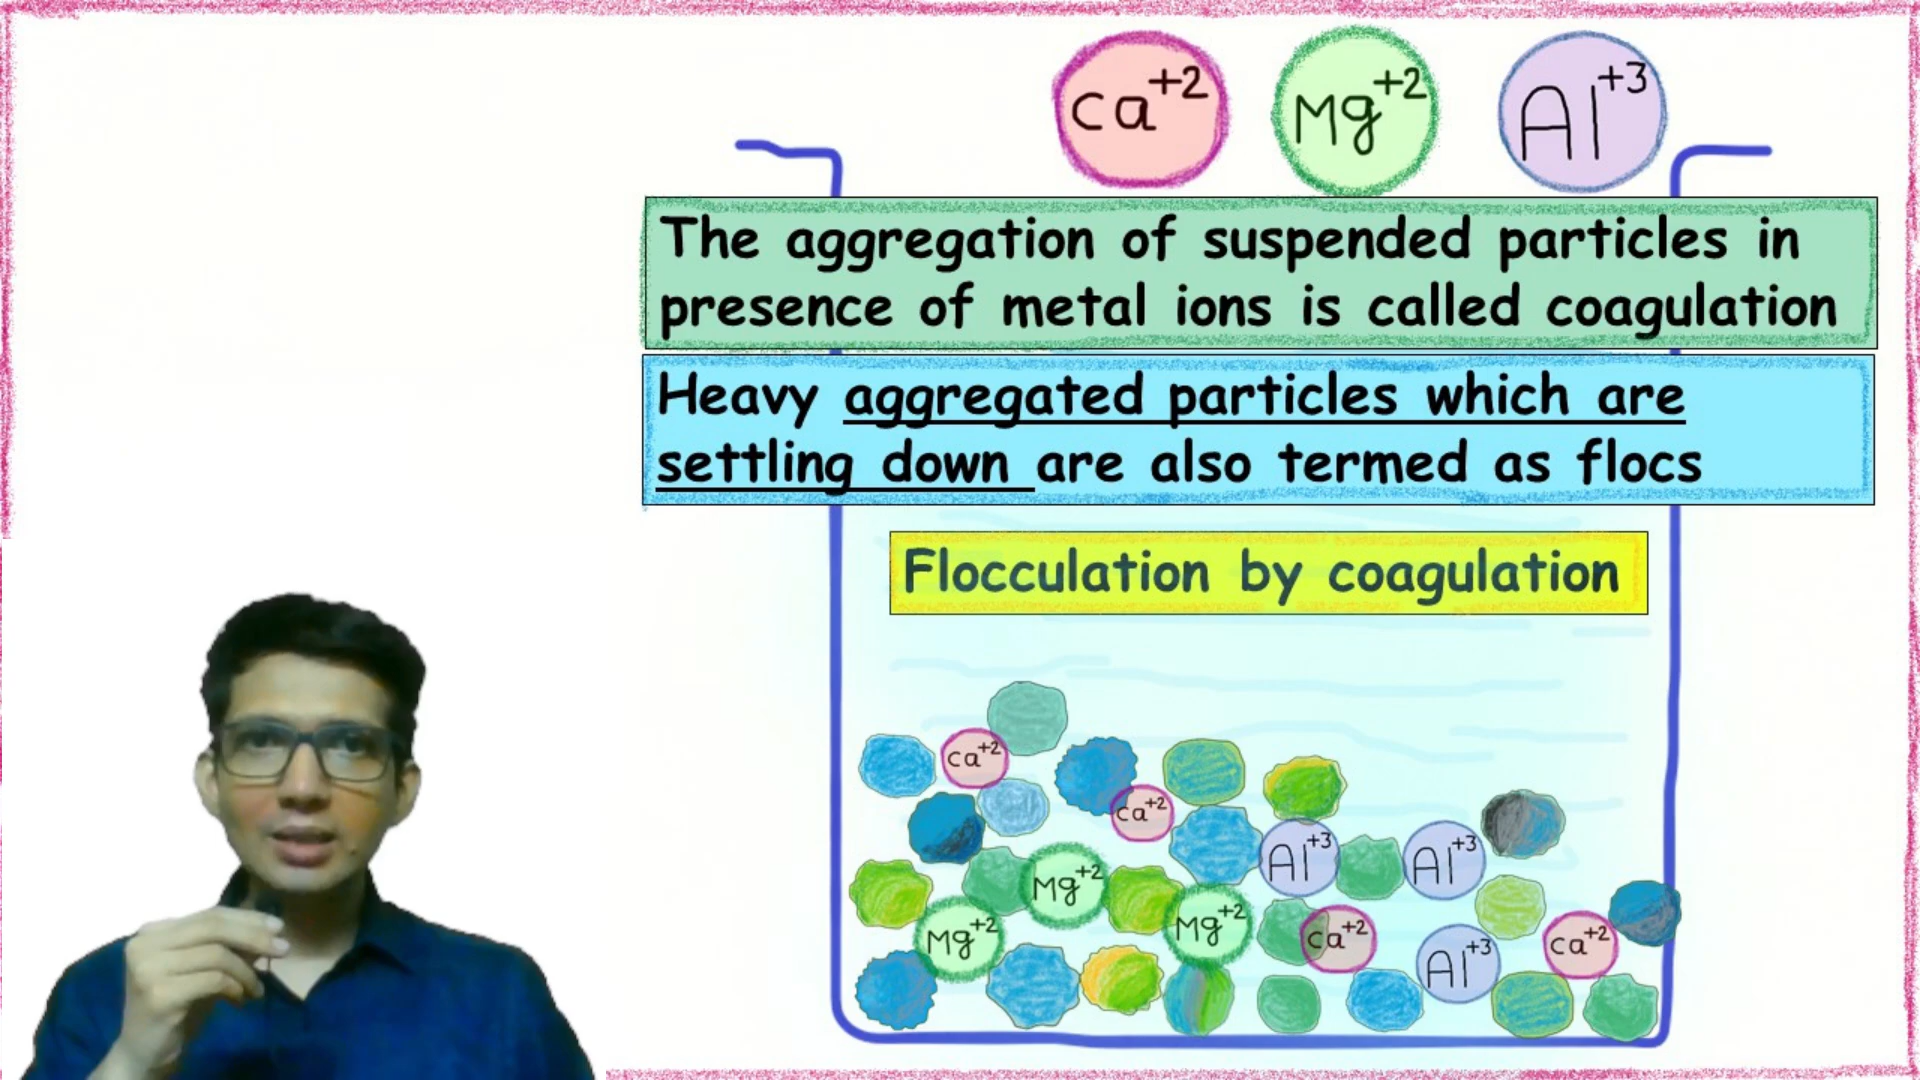 Ca+2 Mg+2 Al+3
The aggregation of suspended particles in
presence of metal ions is called coagulation
Heavy aggregated particles which are
settling down are also termed as flocs
Flocculation by coagulation
Ca+2
Ca+2
Al+3 Al+3
Mg+2
Mg+2 Mg+2 Ca+2 Ca+2
Al+3